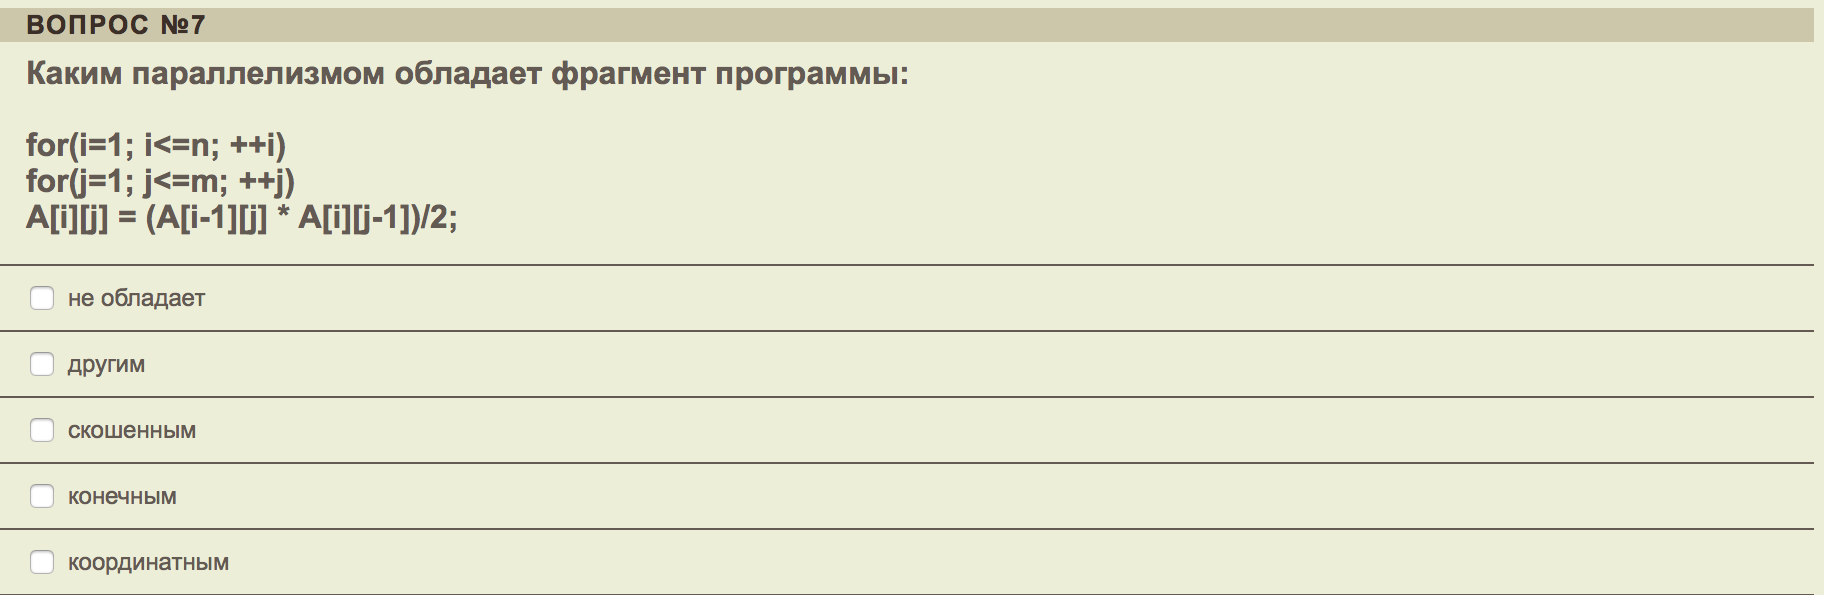 ВОПРОС №7
Каким параллелизмом обладает фрагмент программы:
for(i=1; i<=n; ++i)
for(j=1; j<=m; ++j)
A[i][j] = (A[i-1][j] * A[i][j-1])/2;
не обладает
другим
скошенным
конечным
координатным